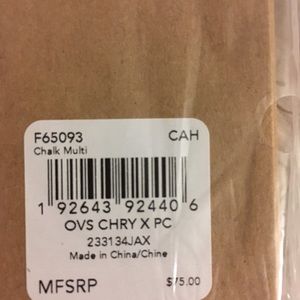 F65093 CAH
Chalk Multi
1 92643 92440 6
OVS CHRY X PC
233134JAX
Made in China/Chine
MFSRP $75.00